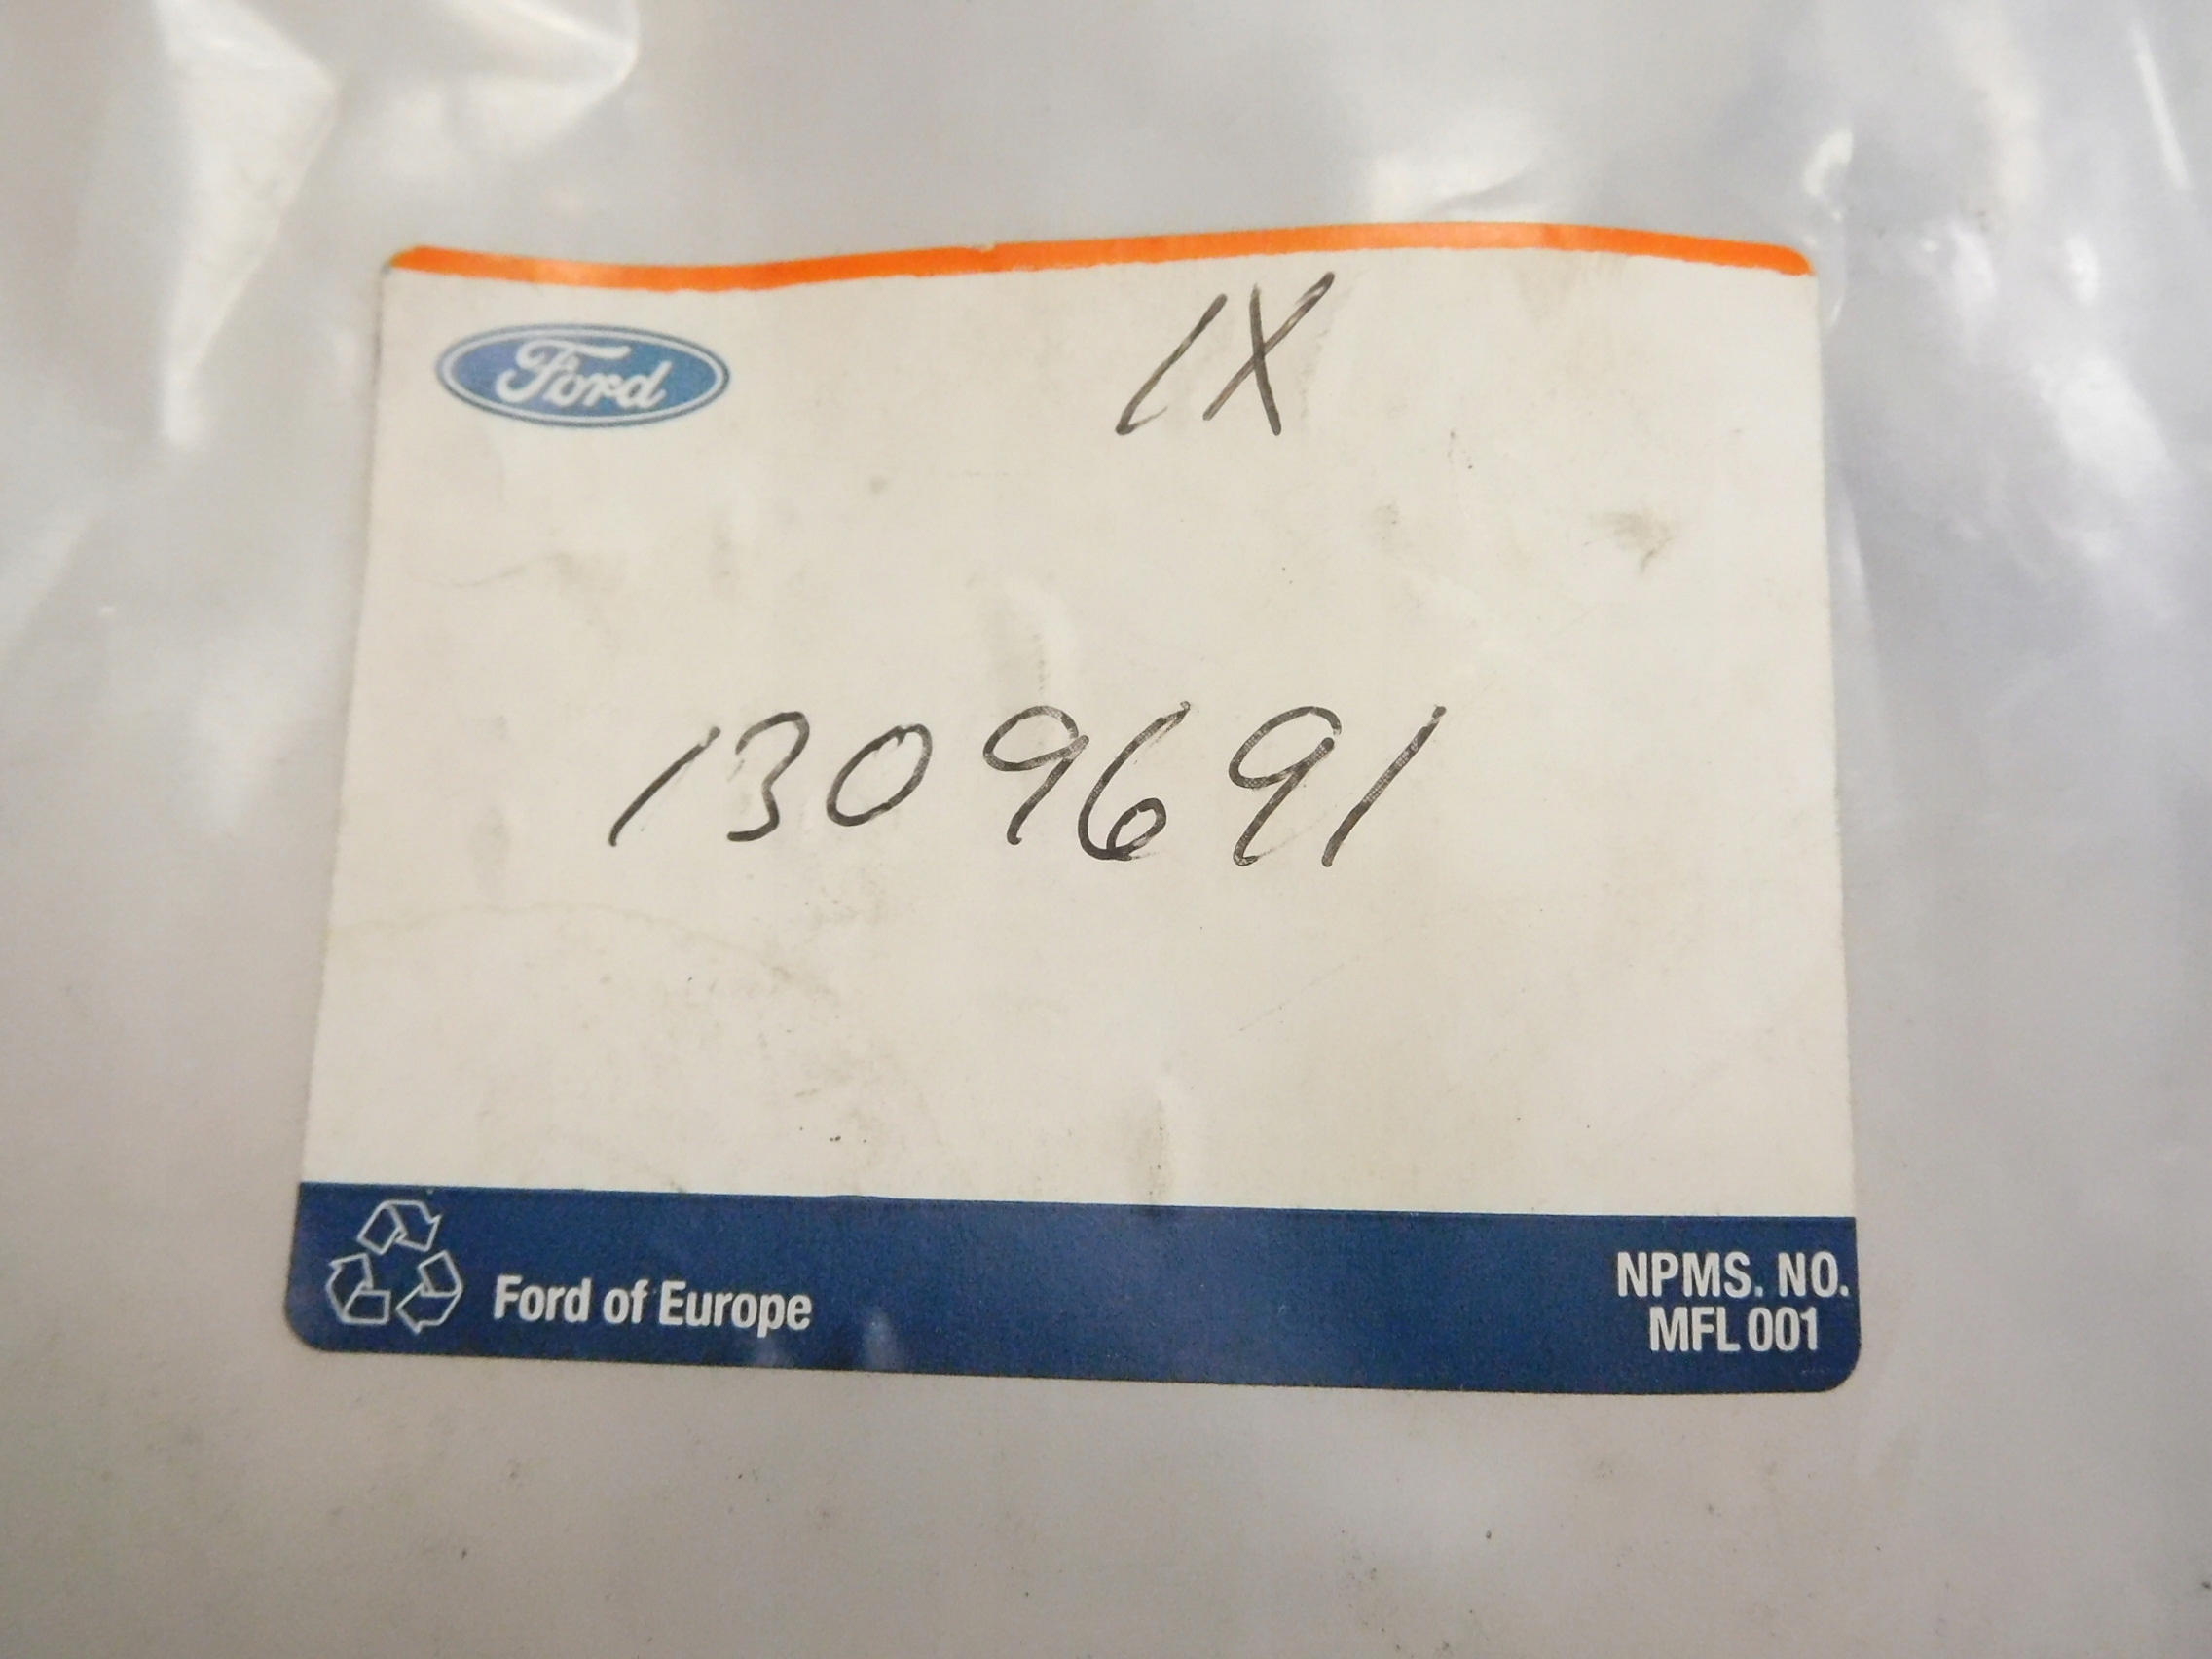 Ford
1X
1309691
Ford of Europe
NPMS. NO.
MFL 001